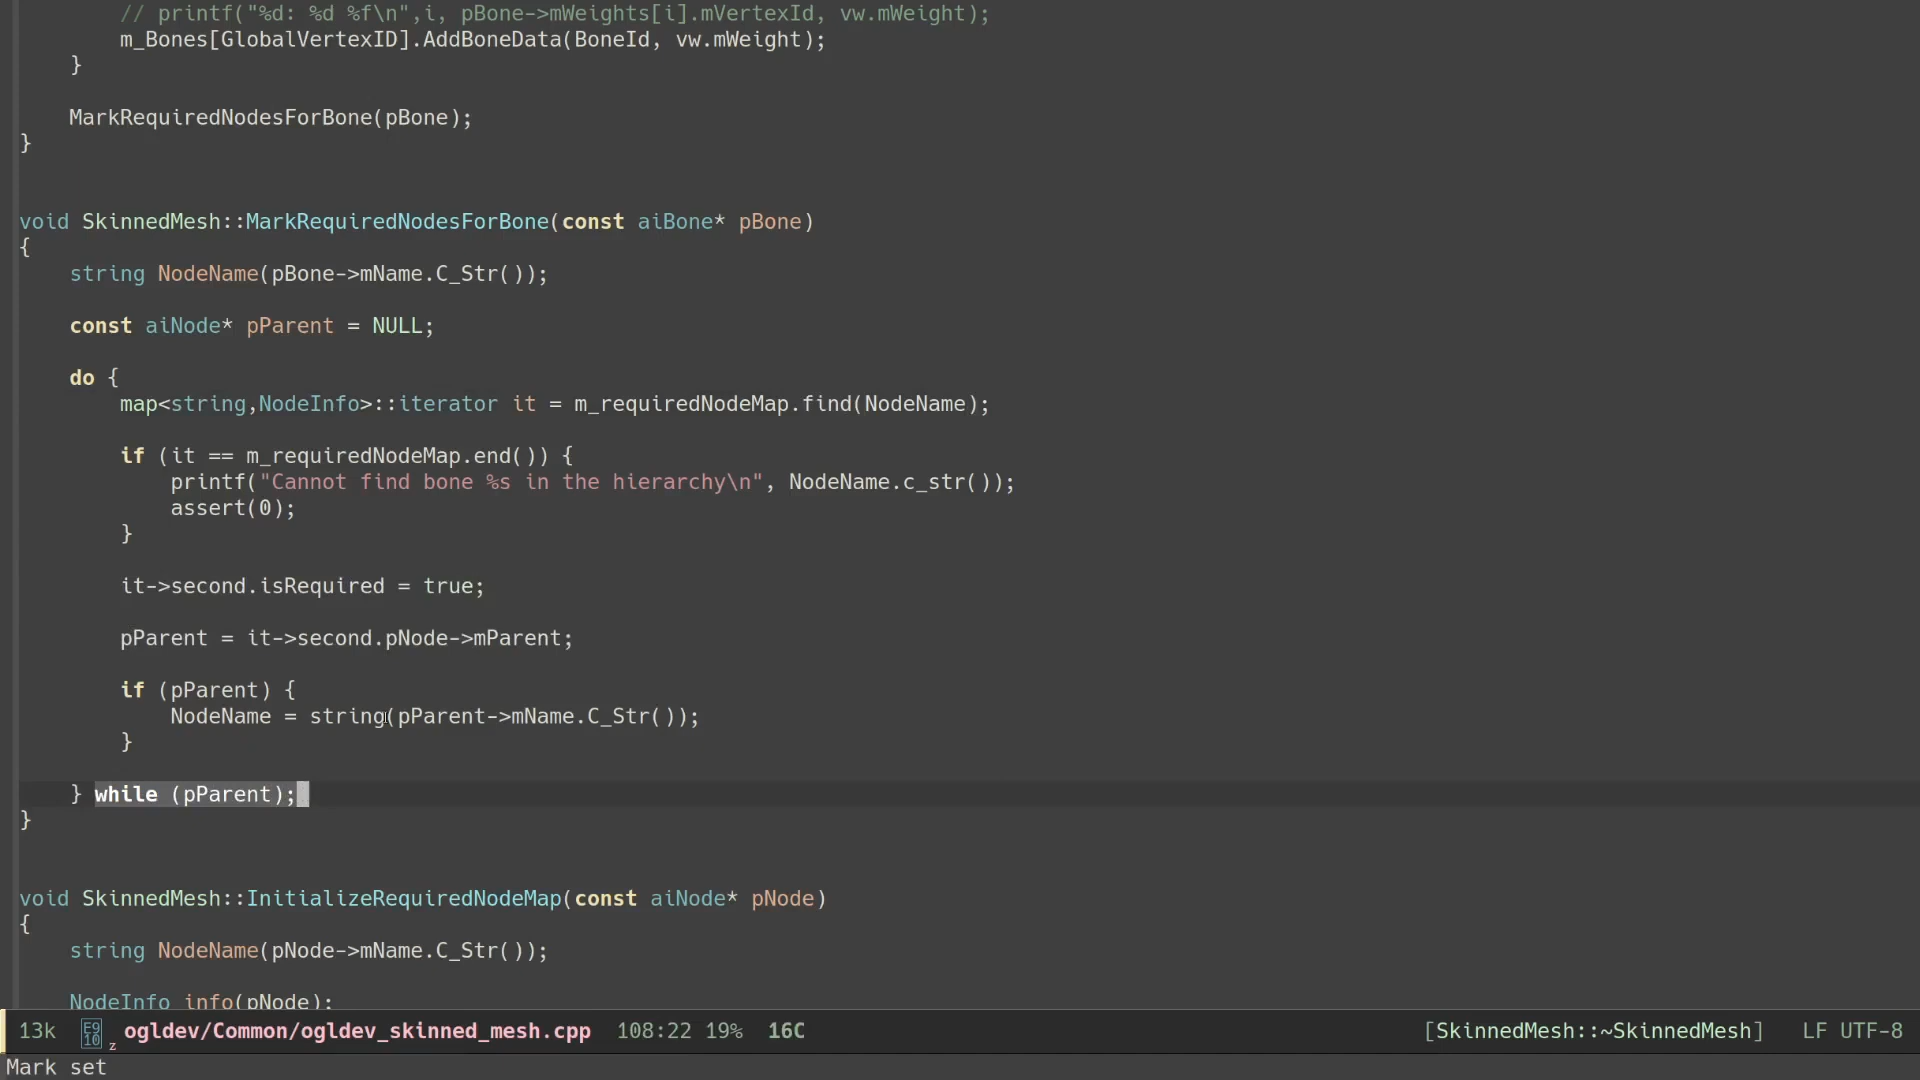 // printf("%d: %d %f\n",i, pBone->mWeights[i].mVertexId, vw.mWeight);
m_Bones[GlobalVertexID].AddBoneData(BoneId, vw.mWeight);
}
MarkRequiredNodesForBone(pBone);
}
void SkinnedMesh::MarkRequiredNodesForBone(const aiBone* pBone)
{
string NodeName(pBone->mName.C_Str());
const aiNode* pParent = NULL;
do {
map<string,NodeInfo>::iterator it = m_requiredNodeMap.find(NodeName);
if (it == m_requiredNodeMap.end()) {
printf("Cannot find bone %s in the hierarchy\n", NodeName.c_str());
assert(0);
}
it->second.isRequired = true;
pParent = it->second.pNode->mParent;
if (pParent) {
NodeName = string(pParent->mName.C_Str());
}
} while (pParent);
}
void SkinnedMesh::InitializeRequiredNodeMap(const aiNode* pNode)
{
string NodeName(pNode->mName.C_Str());
NodeInfo info(pNode);
13k F9 10 z ogldev/Common/ogldev_skinned_mesh.cpp 108:22 19% 16C [SkinnedMesh::~SkinnedMesh] LF UTF-8
Mark set